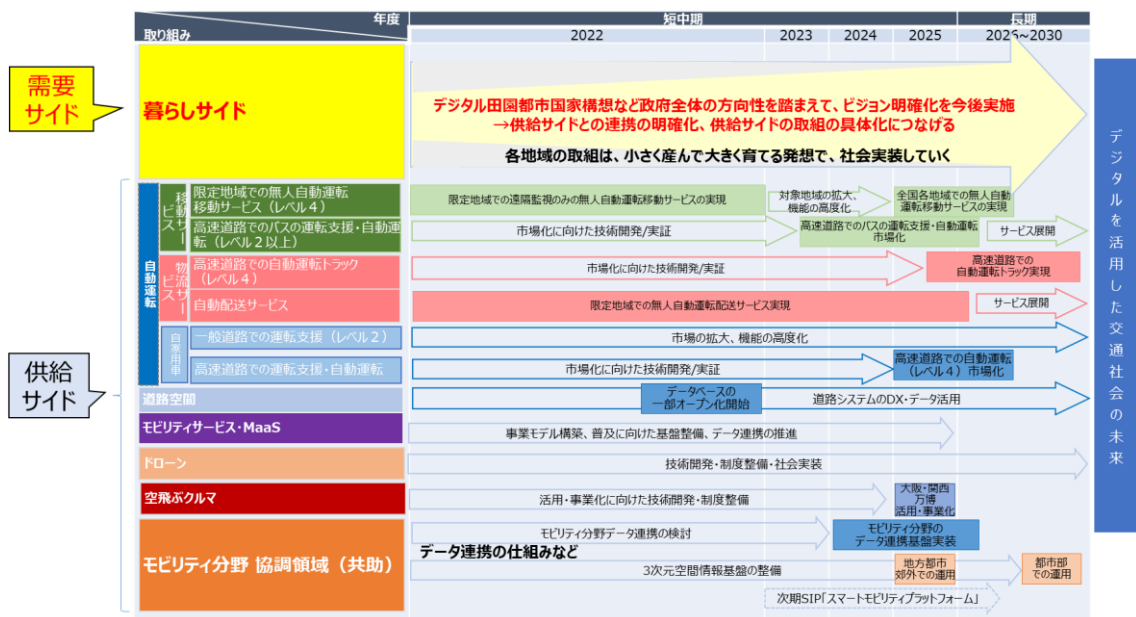 年度
取り組み
短中期
長期
2022
2023
2024
2025
2026~2030
需要
サイド
暮らしサイド
デジタル田園都市国家構想など政府全体の方向性を踏まえて、ビジョン明確化を今後実施
→供給サイドとの連携の明確化、供給サイドの取組の具体化につなげる
各地域の取組は、小さく産んで大きく育てる発想で、社会実装していく
供給
サイド
自動運転
移動サービス
限定地域での無人自動運転
移動サービス（レベル４）
限定地域での遠隔監視のみの無人自動運転移動サービスの実現
対象地域の拡大、
機能の高度化
全国各地域での無人自動
運転移動サービスの実現
高速道路でのバスの運転支援・自動運
転（レベル２以上）
市場化に向けた技術開発/実証
高速道路でのバスの運転支援・自動運転
市場化
サービス展開
物流サービス
高速道路での自動運転トラック
（レベル４）
市場化に向けた技術開発/実証
高速道路での
自動運転トラック実現
自動配送サービス
限定地域での無人自動運転配送サービス実現
サービス展開
自家用車
一般道路での運転支援（レベル２）
市場の拡大、機能の高度化
高速道路での運転支援・自動運転
市場化に向けた技術開発/実証
高速道路での自動運転
（レベル４）市場化
道路空間
データベースの
一部オープン化開始
道路システムのDX・データ活用
モビリティサービス・MaaS
事業モデル構築、普及に向けた基盤整備、データ連携の推進
ドローン
技術開発・制度整備・社会実装
空飛ぶクルマ
活用・事業化に向けた技術開発・制度整備
大阪・関西
万博
活用・事業化
モビリティ分野 協調領域（共助）
モビリティ分野データ連携の検討
モビリティ分野の
データ連携基盤実装
データ連携の仕組みなど
3次元空間情報基盤の整備
地方都市
郊外での運用
都市部
での運用
次期SIP「スマートモビリティプラットフォーム」
デジタルを活用した交通社会の未来